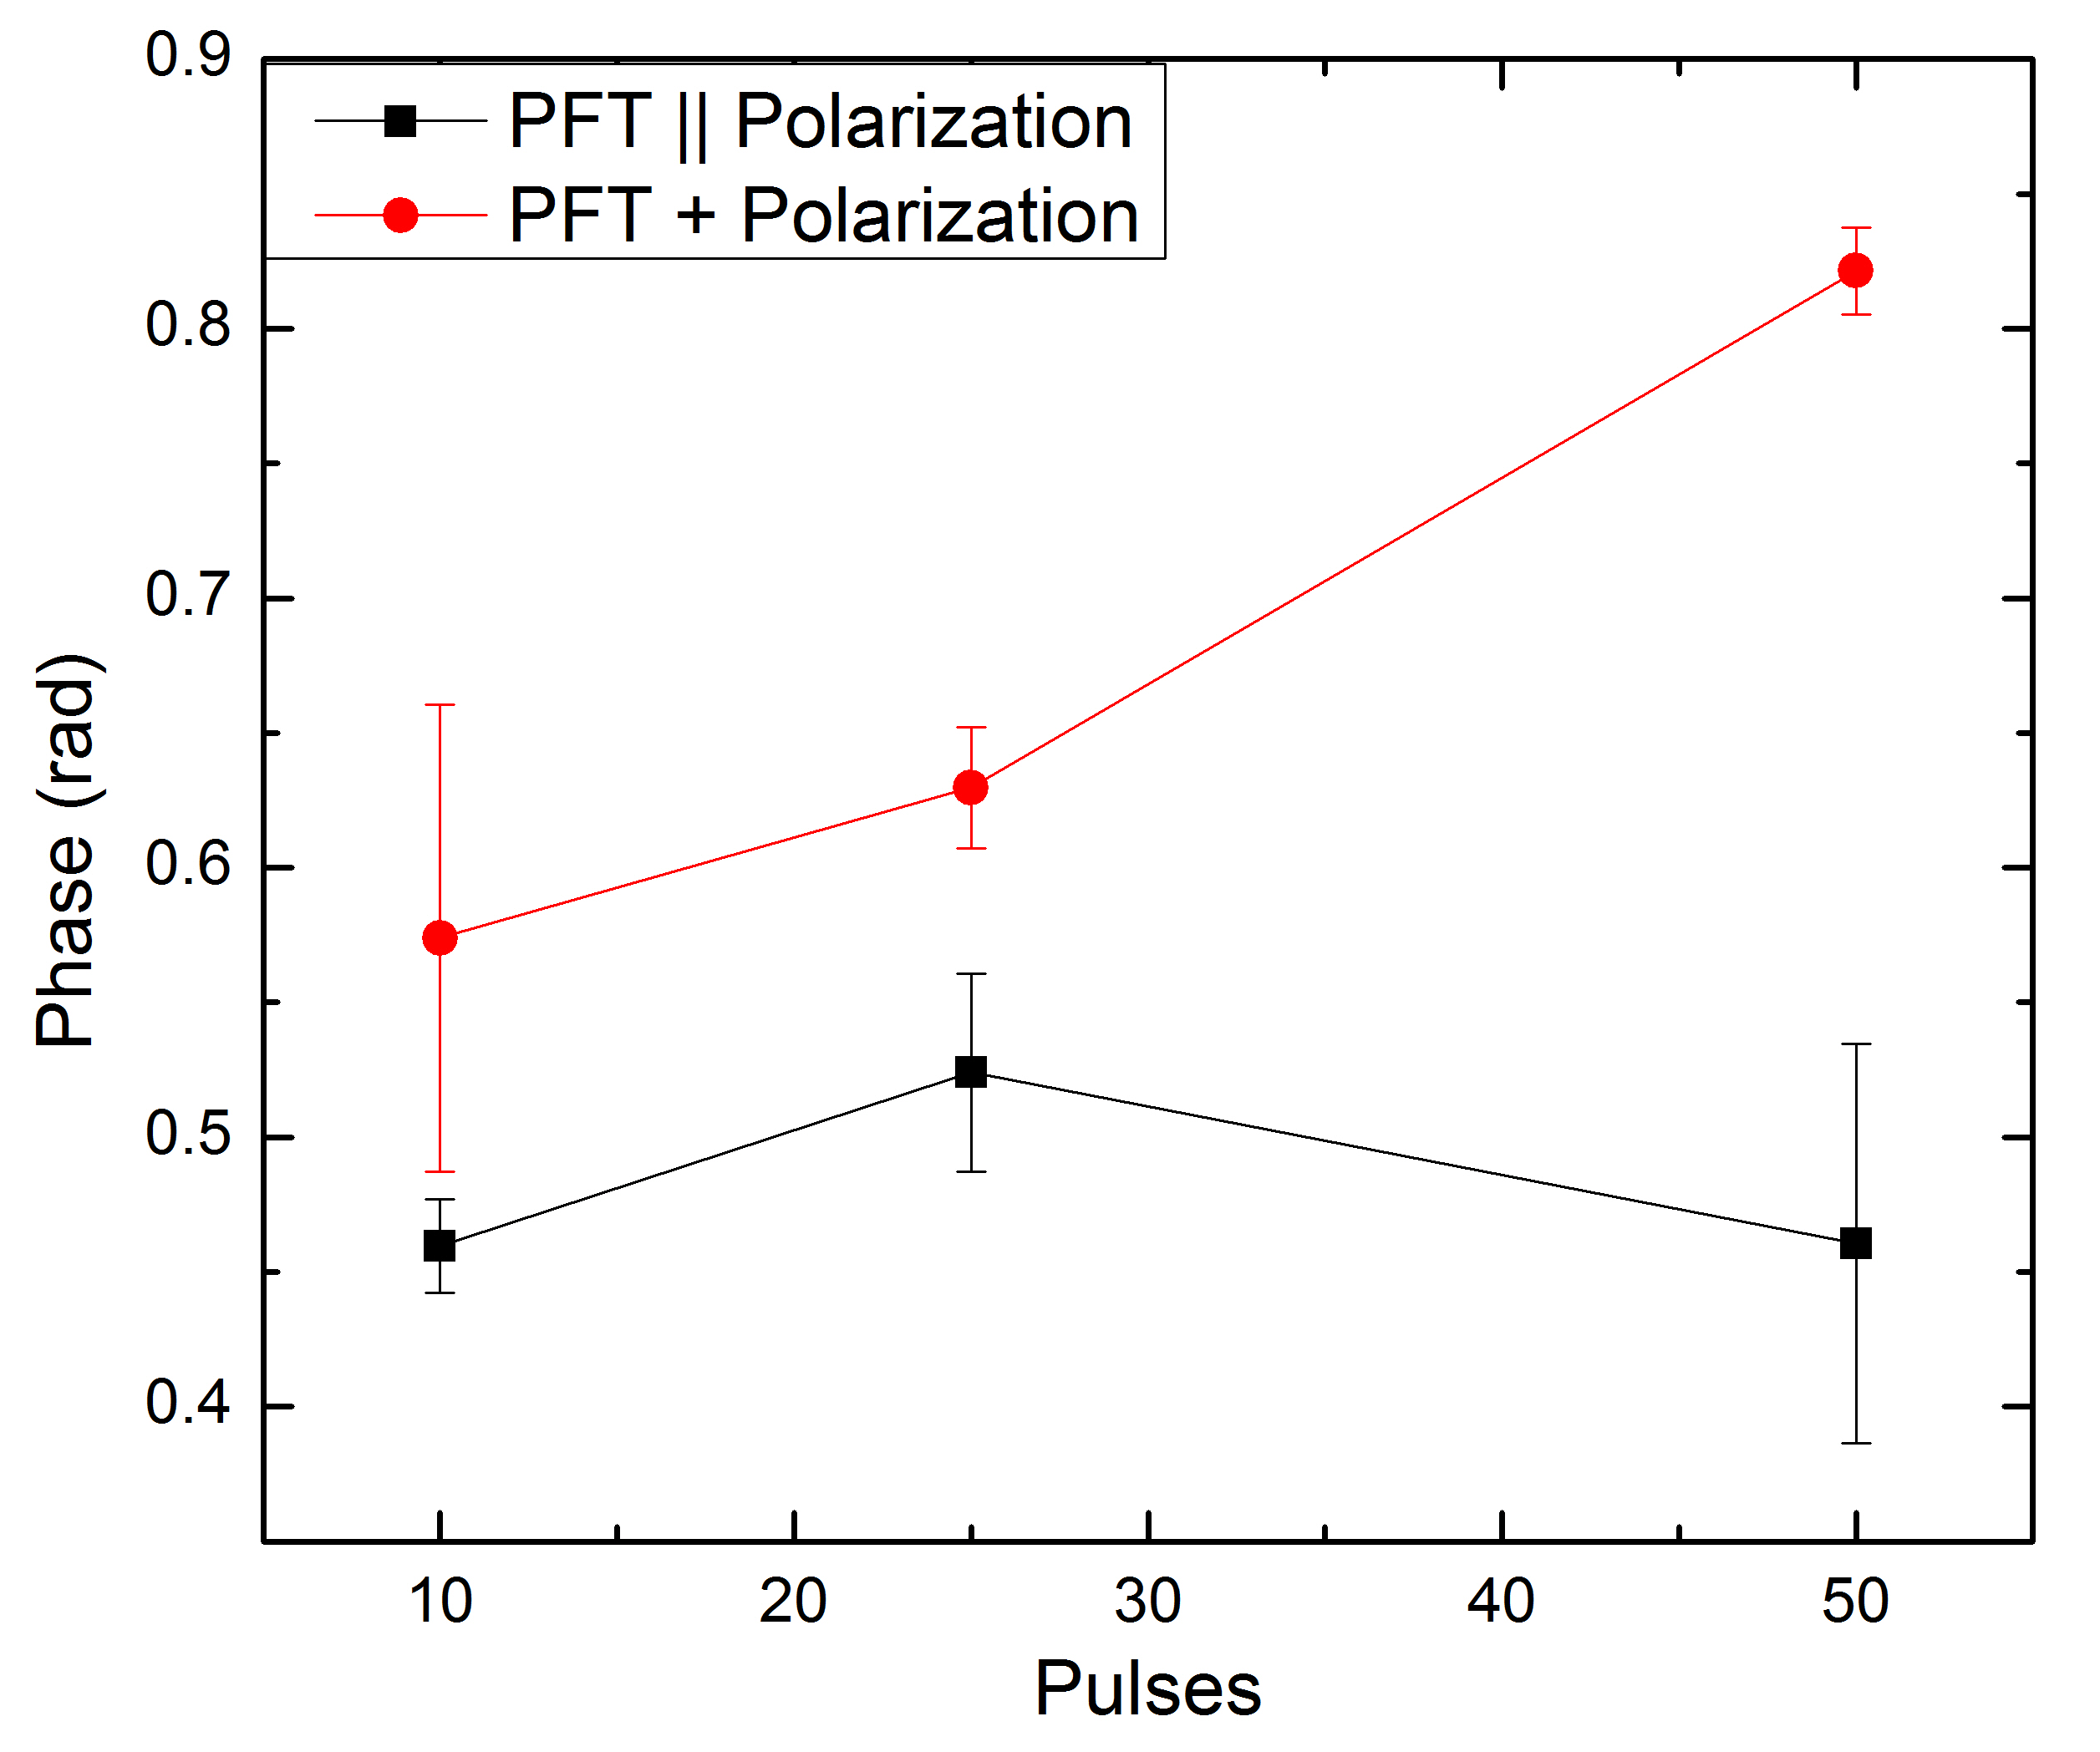 0.9
PFT || Polarization
PFT + Polarization
0.8
0.7
0.6
0.5
0.4
Phase (rad)
10 20 30 40 50
Pulses